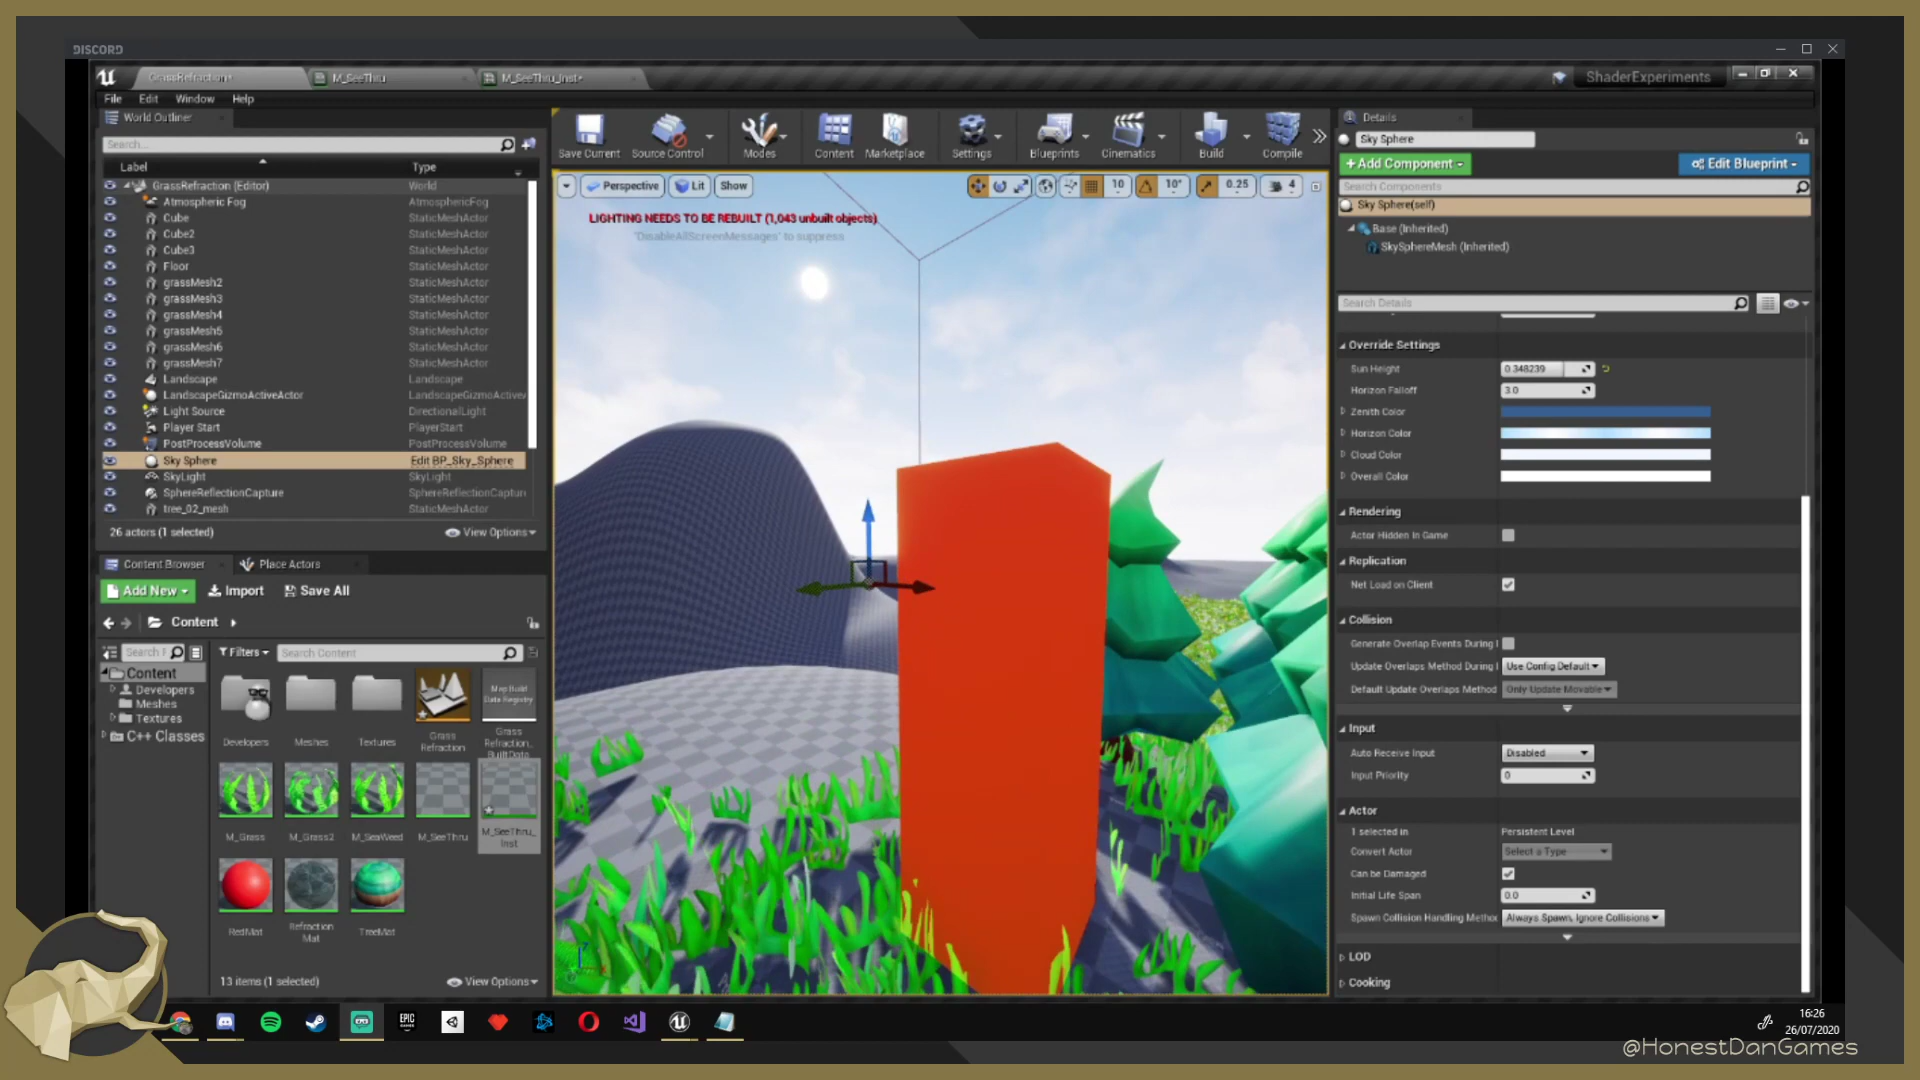 DISCORD
GrassRefraction*
M_SeeThru
M_SeeThru_Inst*
ShaderExperiments
File Edit Window Help
World Outliner
Search...
Label Type
GrassRefraction (Editor) World
Atmospheric Fog AtmosphericFog
Cube StaticMeshActor
Cube2 StaticMeshActor
Cube3 StaticMeshActor
Floor StaticMeshActor
grassMesh2 StaticMeshActor
grassMesh3 StaticMeshActor
grassMesh4 StaticMeshActor
grassMesh5 StaticMeshActor
grassMesh6 StaticMeshActor
grassMesh7 StaticMeshActor
Landscape Landscape
LandscapeGizmoActiveActor LandscapeGizmoActiveA
Light Source DirectionalLight
Player Start PlayerStart
PostProcessVolume PostProcessVolume
Sky Sphere Edit BP_Sky_Sphere
SkyLight SkyLight
SphereReflectionCapture SphereReflectionCapture
tree_02_mesh StaticMeshActor
26 actors (1 selected) View Options
Content Browser Place Actors
Add New Import Save All
Content
Search F Filters Search Content
Content
Developers
Meshes
Textures
C++ Classes
Map Build
Data Registry
Developers Meshes Textures
Grass
Refraction
Grass
Refraction_
BuiltData
M_Grass M_Grass2 M_SeaWeed M_SeeThru
M_SeeThru_
Inst
RedMat
Refraction
Mat
TreeMat
13 items (1 selected) View Options
Save Current Source Control Modes Content Marketplace Settings Blueprints Cinematics Build Compile
Perspective Lit Show
10 10° 0.25 4
LIGHTING NEEDS TO BE REBUILT (1,043 unbuilt objects)
'DisableAllScreenMessages' to suppress
Details
Sky Sphere
+Add Component Edit Blueprint
Search Components
Sky Sphere(self)
Base (Inherited)
SkySphereMesh (Inherited)
Search Details
Override Settings
Sun Height 0.348239
Horizon Falloff 3.0
Zenith Color
Horizon Color
Cloud Color
Overall Color
Rendering
Actor Hidden In Game
Replication
Net Load on Client
Collision
Generate Overlap Events During
Update Overlaps Method During Use Config Default
Default Update Overlaps Method Only Update Movable
Input
Auto Receive Input Disabled
Input Priority 0
Actor
1 selected in Persistent Level
Convert Actor Select a Type
Can be Damaged
Initial Life Span 0.0
Spawn Collision Handling Method Always Spawn, Ignore Collisions
LOD
Cooking
EPIC
GAMES
16:26
26/07/2020
@HonestDanGames